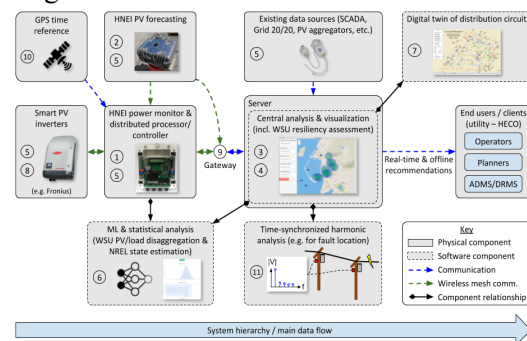 GPS time
reference
10
HNEI PV forecasting
2
5
Existing data sources (SCADA,
Grid 20/20, PV aggregators, etc.)
5
Digital twin of distribution circuit
7
Smart PV
inverters
5
8
(e.g. Fronius)
HNEI power monitor &
distributed processor/
controller
1
5
9
Gateway
Server
Central analysis & visualization
(incl. WSU resiliency assessment)
3
4
Real-time & offline
recommendations
End users / clients
(utility – HECO)
Operators
Planners
ADMS/DRMS
ML & statistical analysis
(WSU PV/load disaggregation &
NREL state estimation)
6
Time-synchronized harmonic
analysis (e.g. for fault location)
11
|V|
f
Key
Physical component
Software component
Communication
Wireless mesh comm.
Component relationship
System hierarchy / main data flow